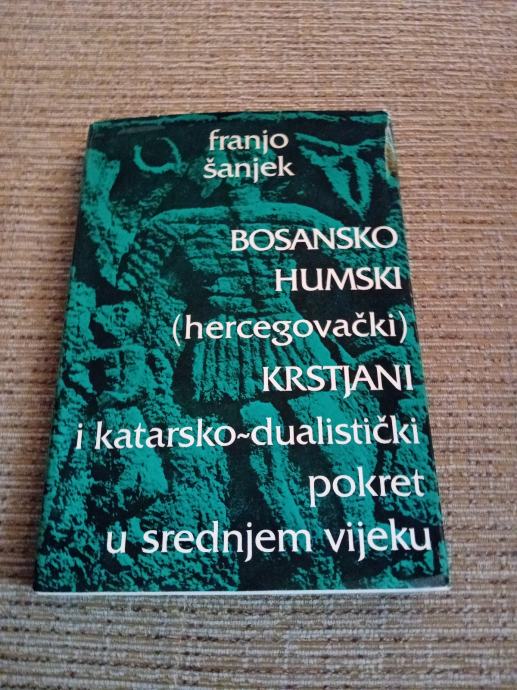 franjo
šanjek
BOSANSKO
HUMSKI
(hercegovački)
KRSTJANI
i katarsko~dualistički
pokret
u srednjem vijeku